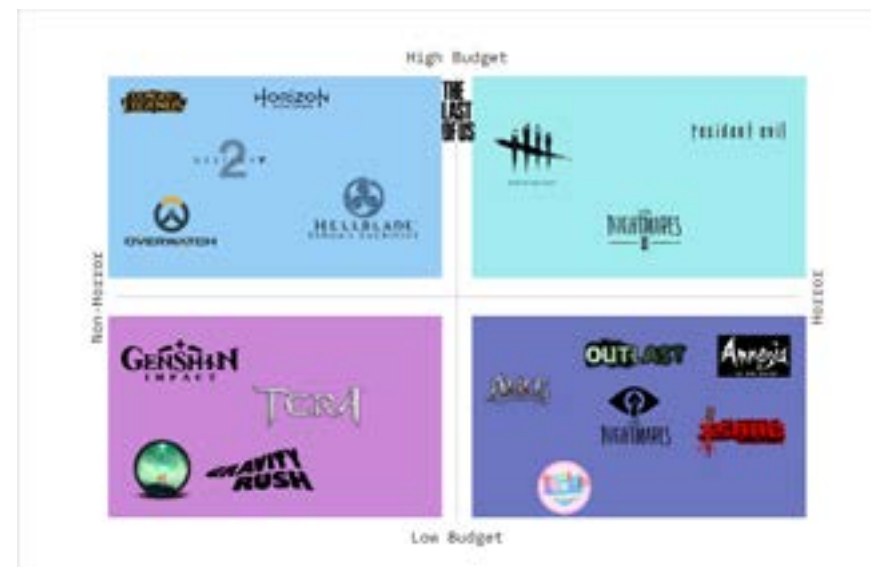 High Budget
HORIZON
THE
LAST
OF US
resident evil
2
OVERWATCH
HELLBLADE
NIGHTMARES
II
Non-Horror
Horror
GENSHIN
IMPACT
TERA
GRAVITY
RUSH
OUTLAST
Amnesia
NIGHTMARES
Low Budget